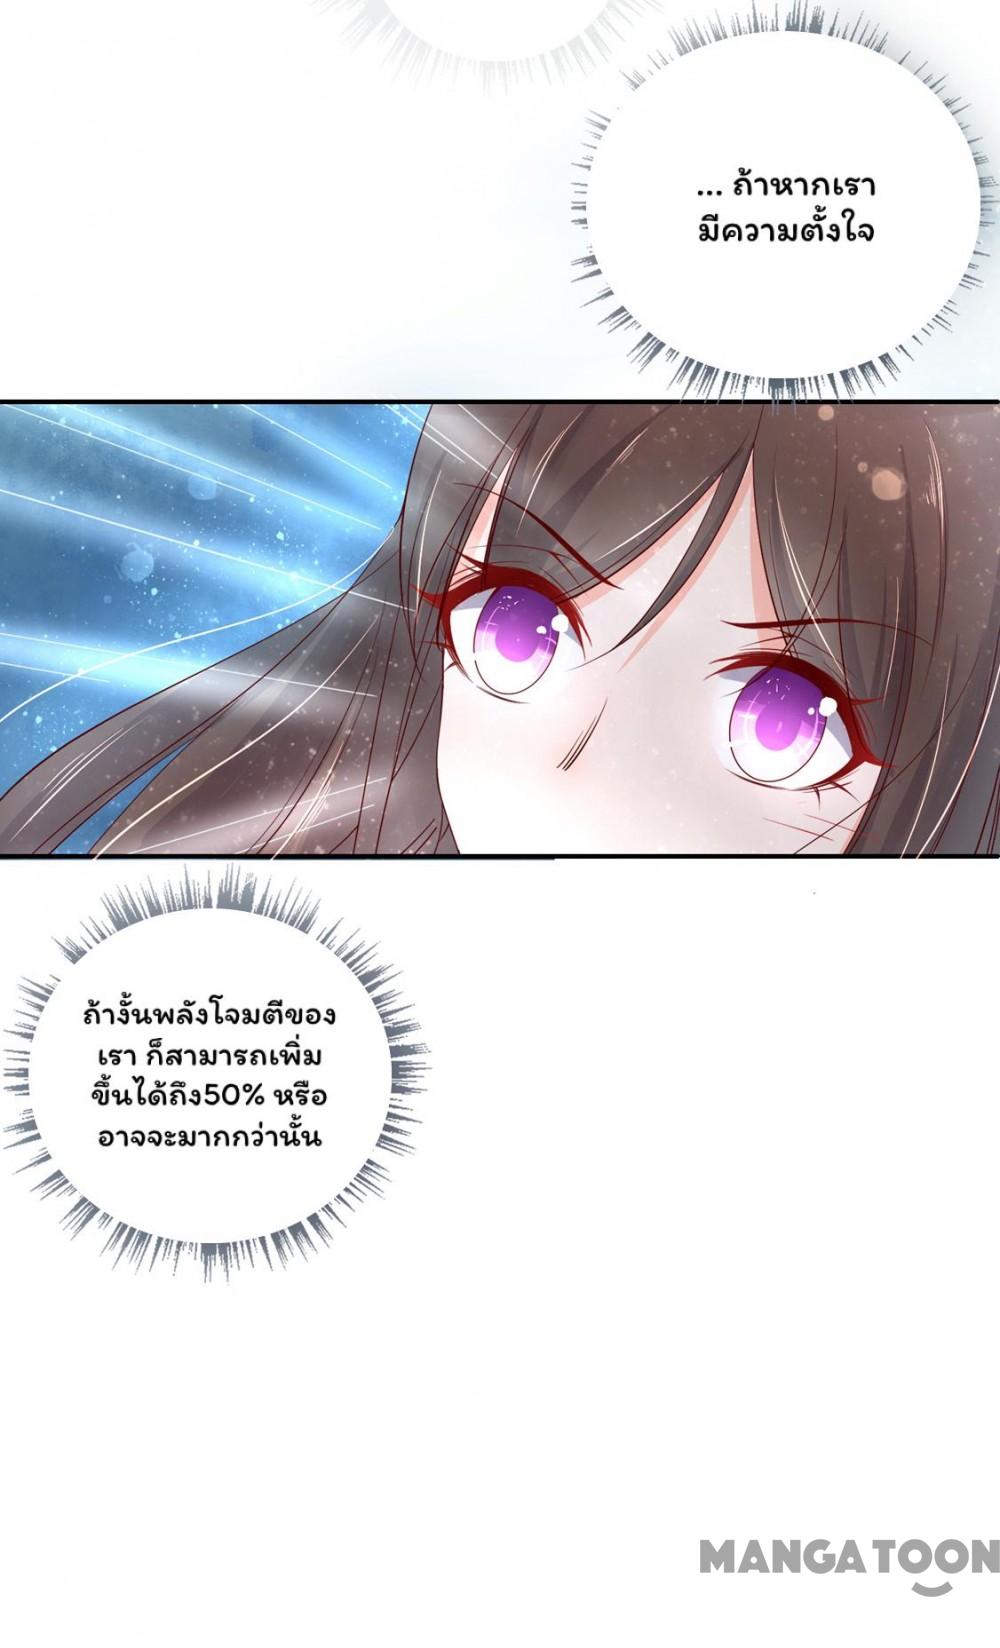 ... ถ้าหากเรา
มีความตั้งใจ
ถ้างั้นพลังโจมตีของ
เรา ก็สามารถเพิ่ม
ขึ้นได้ถึง50% หรือ
อาจจะมากกว่านั้น
MANGATOON